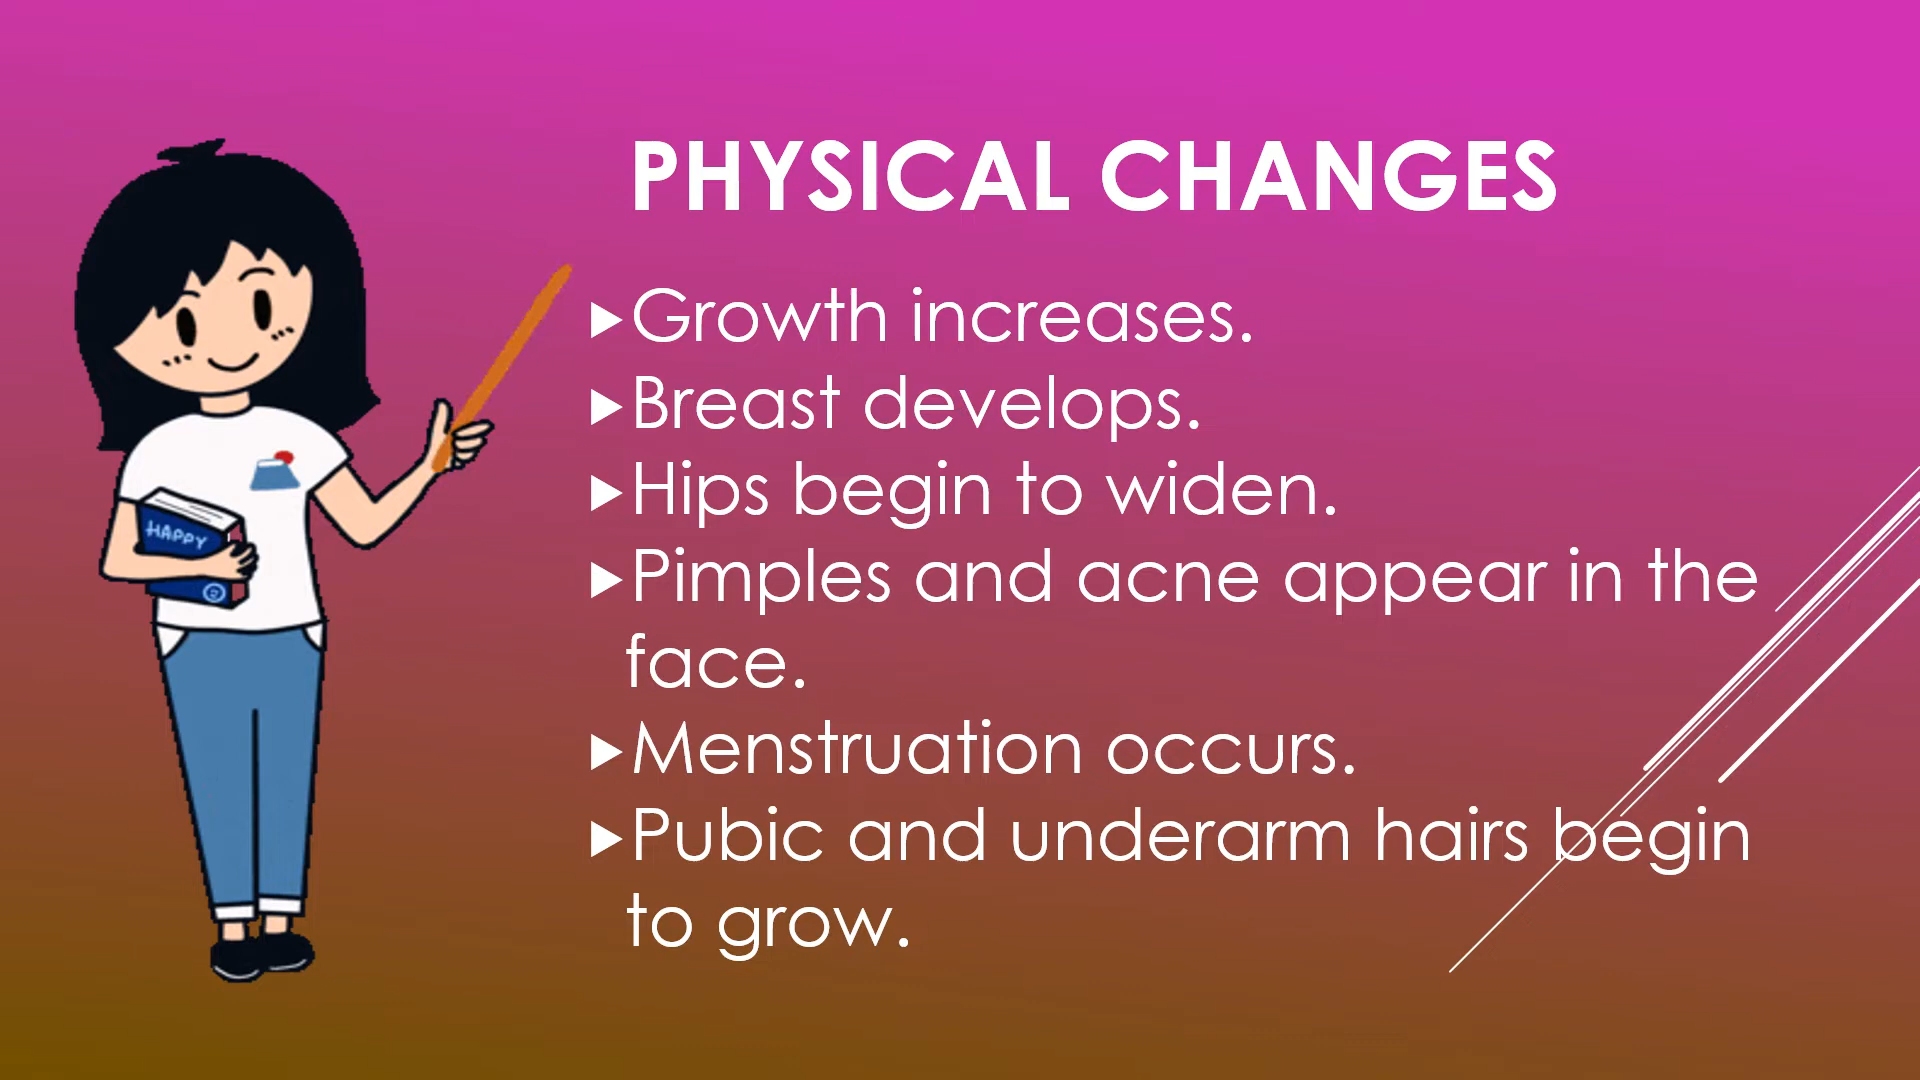 PHYSICAL CHANGES
Growth increases.
Breast develops.
Hips begin to widen.
Pimples and acne appear in the
face.
Menstruation occurs.
Pubic and underarm hairs begin
to grow.
HAPPY